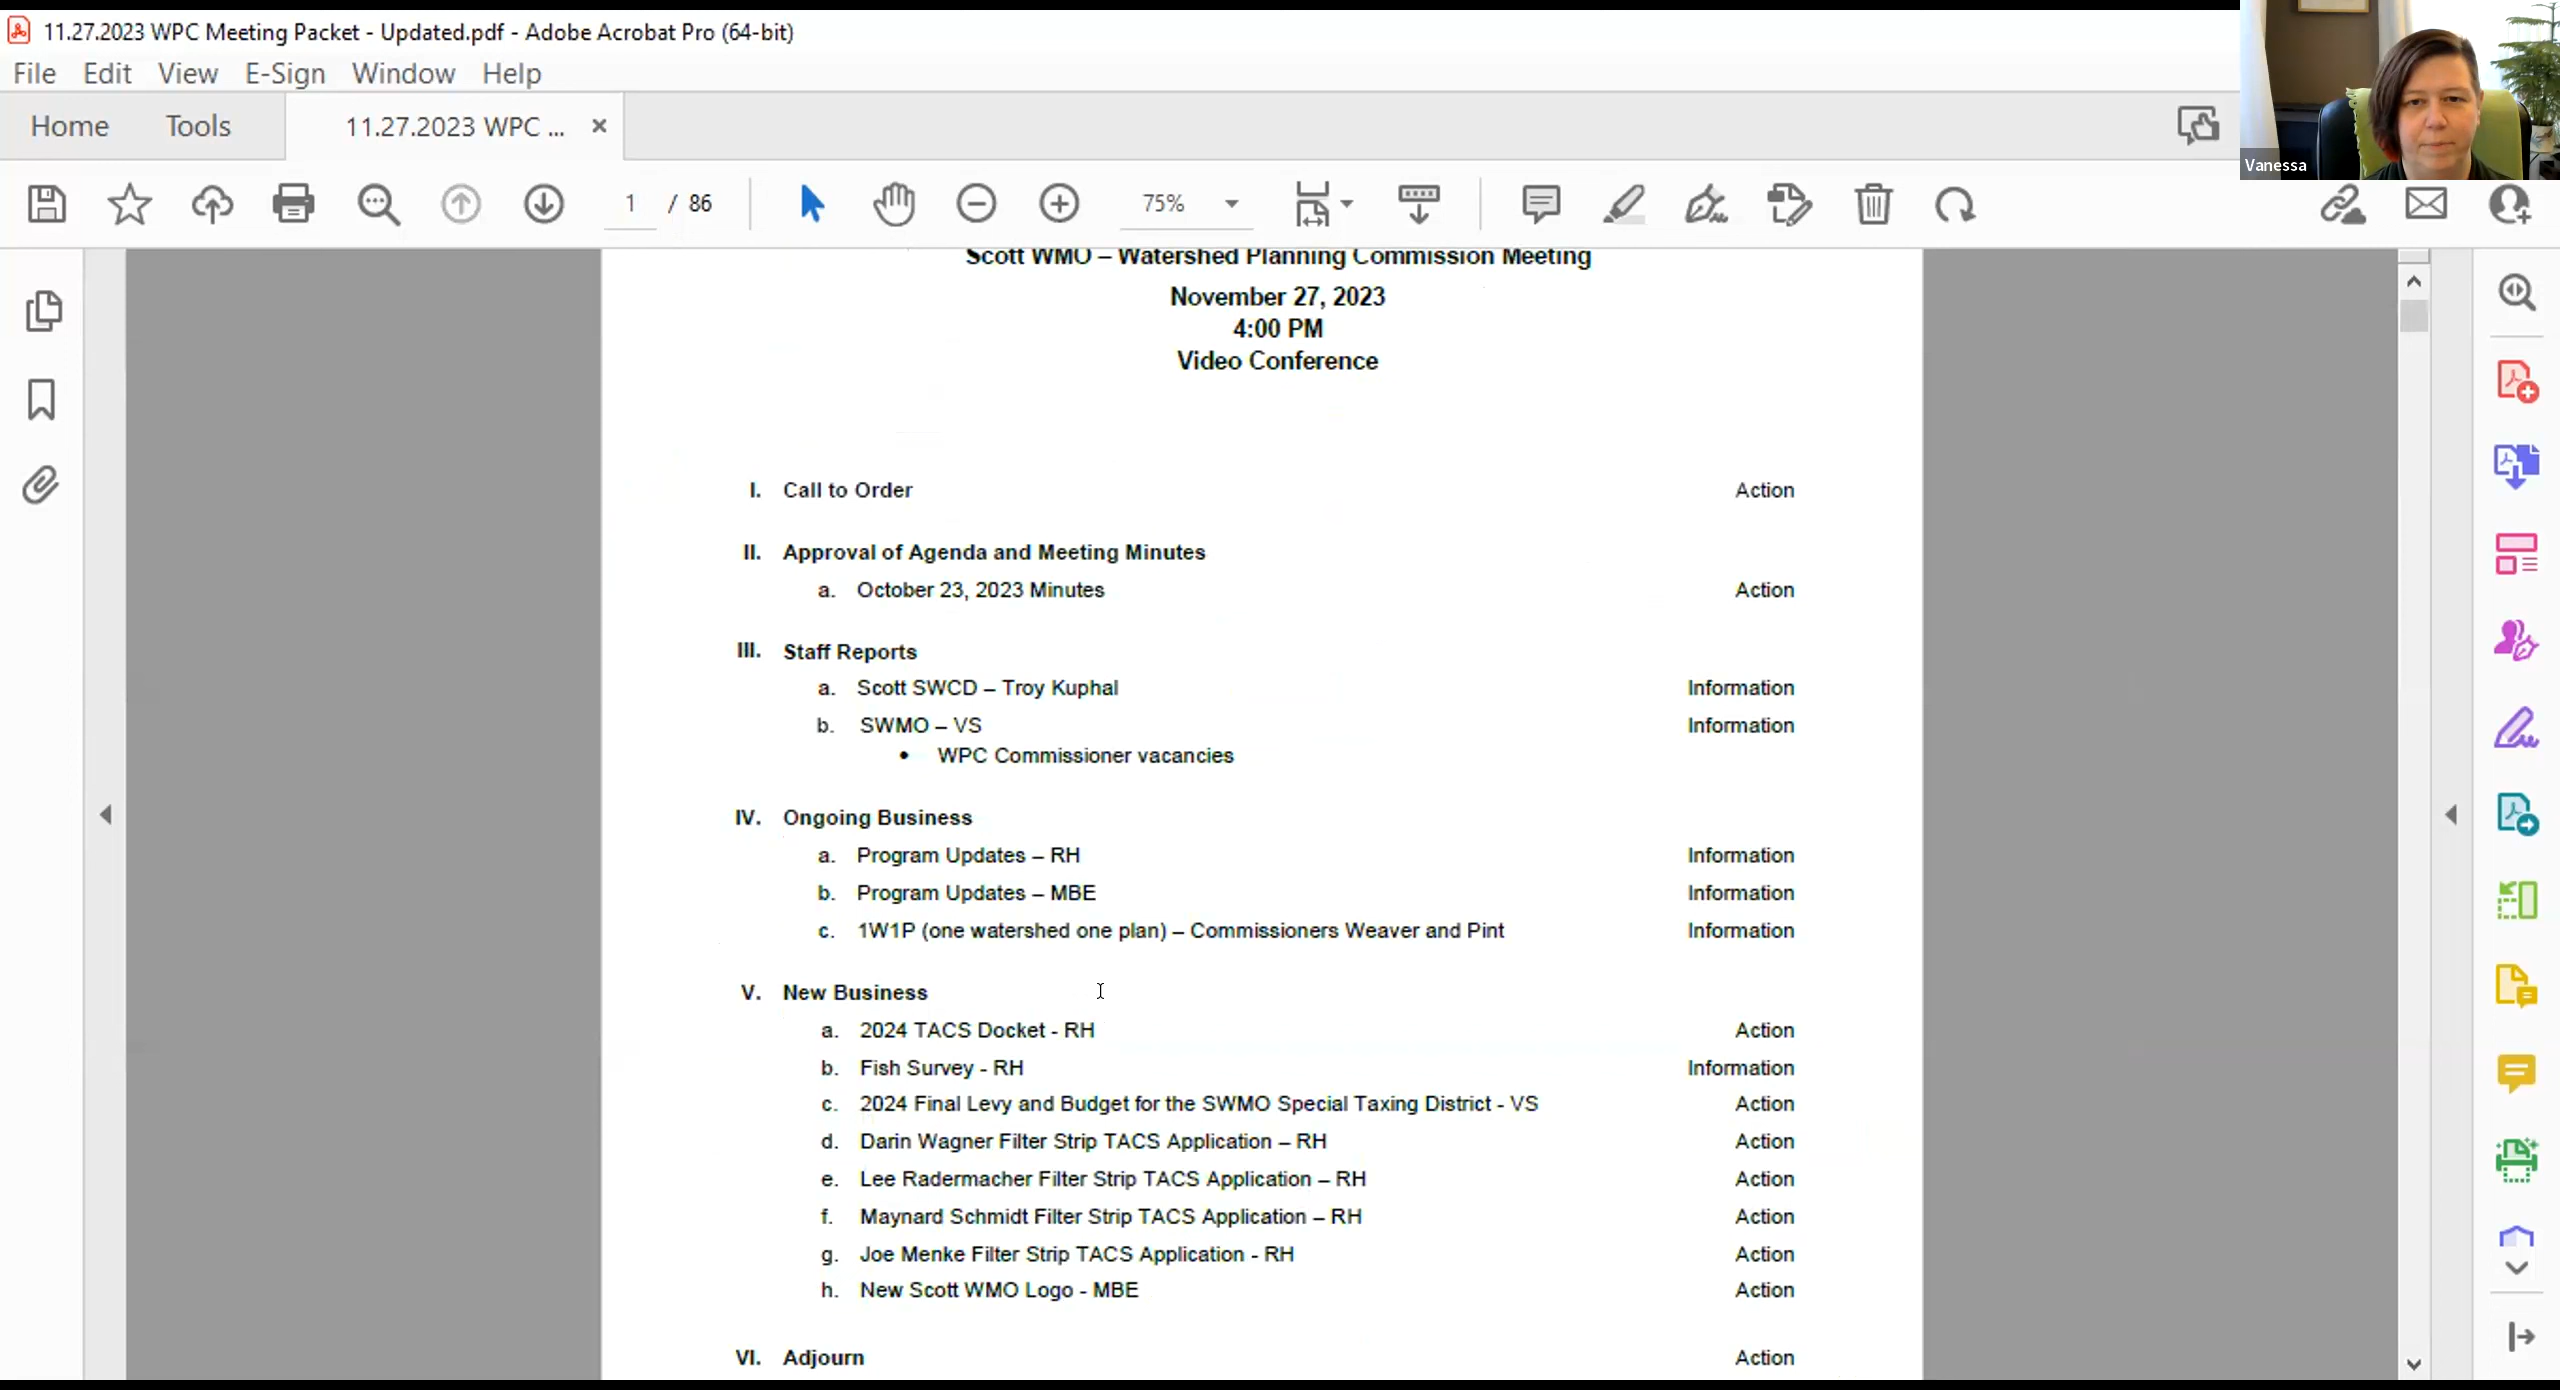 11.27.2023 WPC Meeting Packet - Updated.pdf - Adobe Acrobat Pro (64-bit)
File Edit View E-Sign Window Help
Home Tools 11.27.2023 WPC ... ×
Vanessa
1 / 86 75%
Scott WMO – Watershed Planning Commission Meeting
November 27, 2023
4:00 PM
Video Conference
I. Call to Order Action
II. Approval of Agenda and Meeting Minutes
a. October 23, 2023 Minutes Action
III. Staff Reports
a. Scott SWCD – Troy Kuphal Information
b. SWMO – VS Information
• WPC Commissioner vacancies
IV. Ongoing Business
a. Program Updates – RH Information
b. Program Updates – MBE Information
c. 1W1P (one watershed one plan) – Commissioners Weaver and Pint Information
V. New Business
a. 2024 TACS Docket - RH Action
b. Fish Survey - RH Information
c. 2024 Final Levy and Budget for the SWMO Special Taxing District - VS Action
d. Darin Wagner Filter Strip TACS Application – RH Action
e. Lee Radermacher Filter Strip TACS Application – RH Action
f. Maynard Schmidt Filter Strip TACS Application – RH Action
g. Joe Menke Filter Strip TACS Application - RH Action
h. New Scott WMO Logo - MBE Action
VI. Adjourn Action